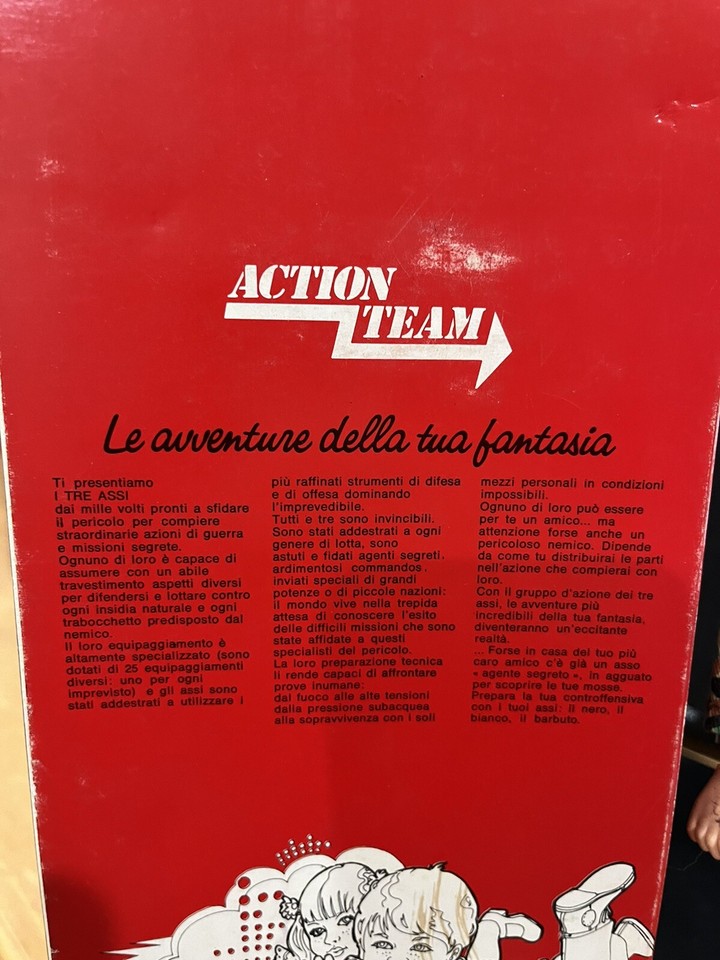 ACTION
TEAM
Le avventure della tua fantasia
Ti presentiamo
I TRE ASSI
dai mille volti pronti a sfidare
il pericolo per compiere
straordinarie azioni di guerra
e missioni segrete.
Ognuno di loro è capace di
assumere con un abile
travestimento aspetti diversi
per difendersi e lottare contro
ogni insidia naturale e ogni
trabocchetto predisposto dal
nemico.
Il loro equipaggiamento è
altamente specializzato (sono
dotati di 25 equipaggiamenti
diversi: uno per ogni
imprevisto) e gli assi sono
stati addestrati a utilizzare i
più raffinati strumenti di difesa
e di offesa dominando
l'imprevedibile.
Tutti e tre sono invincibili.
Sono stati addestrati a ogni
genere di lotta, sono
astuti e fidati agenti segreti,
ardimentosi commandos,
inviati speciali di grandi
potenze o di piccole nazioni:
il mondo vive nella trepida
attesa di conoscere l'esito
delle difficili missioni che sono
state affidate a questi
specialisti del pericolo.
La loro preparazione tecnica
li rende capaci di affrontare
prove inumane:
dal fuoco alle alte tensioni
dalla pressione subacquea
alla sopravvivenza con i soli
mezzi personali in condizioni
impossibili.
Ognuno di loro può essere
per te un amico... ma
attenzione forse anche un
pericoloso nemico. Dipende
da come tu distribuirai le parti
nell'azione che compierai con
loro.
Con il gruppo d'azione dei tre
assi, le avventure più
incredibili della tua fantasia,
diventeranno un'eccitante
realtà.
... Forse in casa del tuo più
caro amico c'è già un asso
« agente segreto », in agguato
per scoprire le tue mosse.
Prepara la tua controffensiva
con i tuoi assi: il nero, il
bianco, il barbuto.